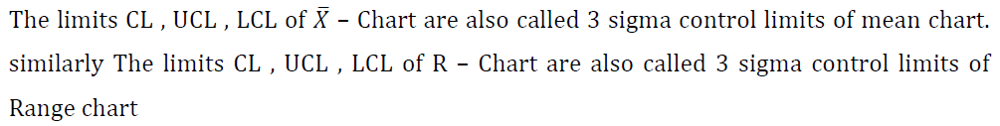 The limits CL , UCL , LCL of X̅ – Chart are also called 3 sigma control limits of mean chart.
similarly The limits CL , UCL , LCL of R – Chart are also called 3 sigma control limits of
Range chart